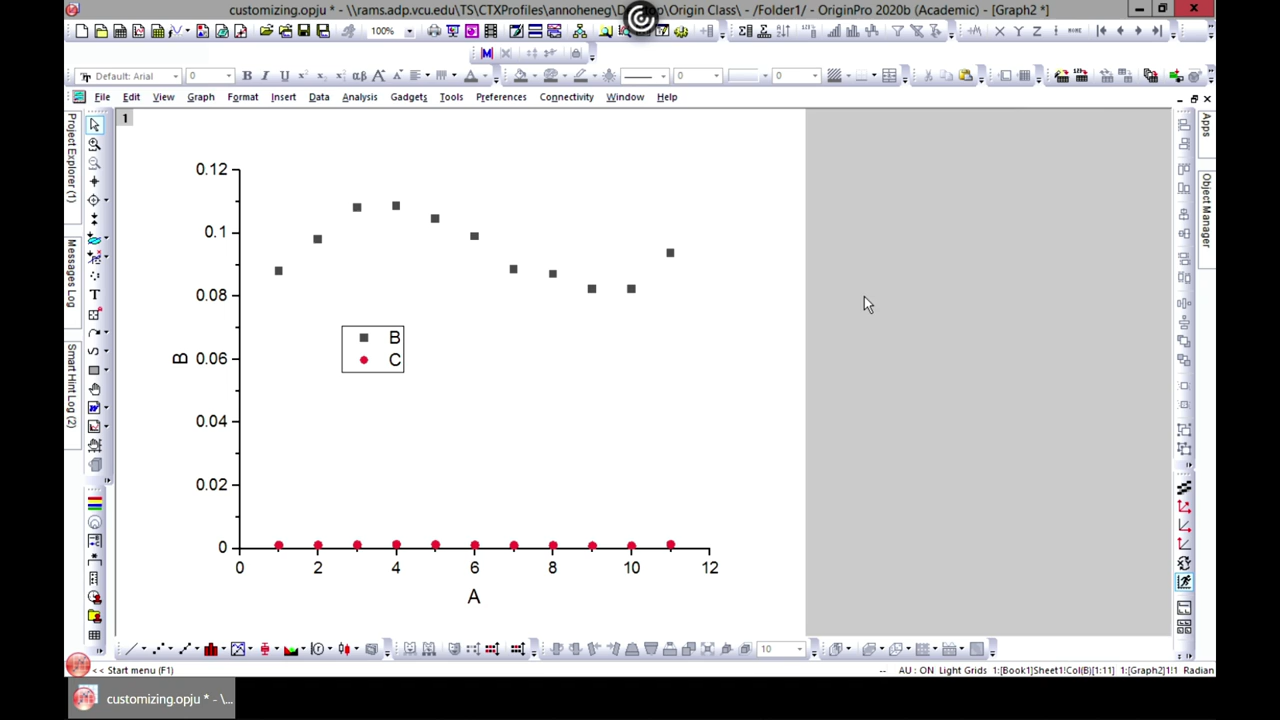 customizing.opju * - \\rams.adp.vcu.edu\TS\CTXProfiles\annoheneg\Desktop\Origin Class\ - /Folder1/ - OriginPro 2020b (Academic) - [Graph2 *]
100%
Default: Arial 0 B I U αβ A A A 0 0
File Edit View Graph Format Insert Data Analysis Gadgets Tools Preferences Connectivity Window Help
Project Explorer (1)
Messages Log
Smart Hint Log (2)
Apps
Object Manager
1
0.12
0.1
0.08
B
0.06
0.04
0.02
0
B
C
0 2 4 6 8 10 12
A
10
<< Start menu (F1)
-- AU : ON Light Grids 1:[Book1]Sheet1!Col(B)[1:11] 1:[Graph2]1!1 Radian
customizing.opju * - \...